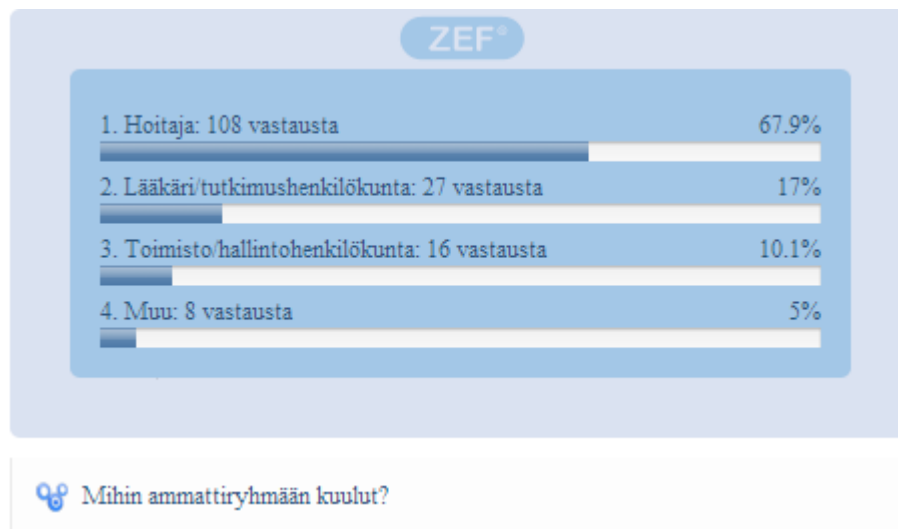 ZEF®
1. Hoitaja: 108 vastausta 67.9%
2. Lääkäri/tutkimushenkilökunta: 27 vastausta 17%
3. Toimisto/hallintohenkilökunta: 16 vastausta 10.1%
4. Muu: 8 vastausta 5%
Mihin ammattiryhmään kuulut?